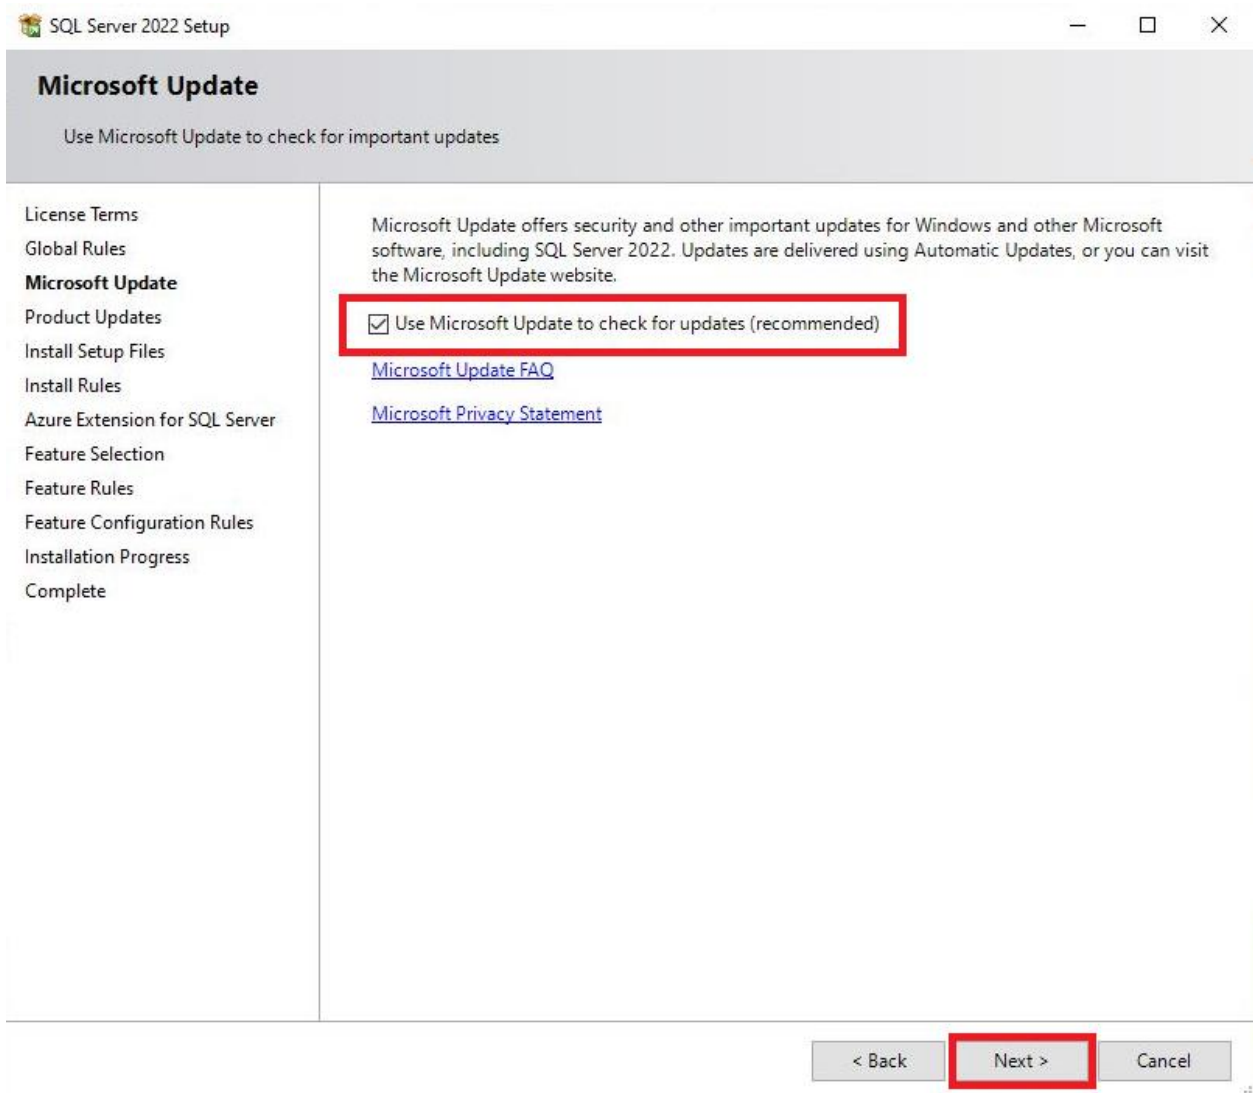 SQL Server 2022 Setup
Microsoft Update
Use Microsoft Update to check for important updates
License Terms
Global Rules
Microsoft Update
Product Updates
Install Setup Files
Install Rules
Azure Extension for SQL Server
Feature Selection
Feature Rules
Feature Configuration Rules
Installation Progress
Complete
Microsoft Update offers security and other important updates for Windows and other Microsoft
software, including SQL Server 2022. Updates are delivered using Automatic Updates, or you can visit
the Microsoft Update website.
Use Microsoft Update to check for updates (recommended)
Microsoft Update FAQ
Microsoft Privacy Statement
< Back
Next >
Cancel